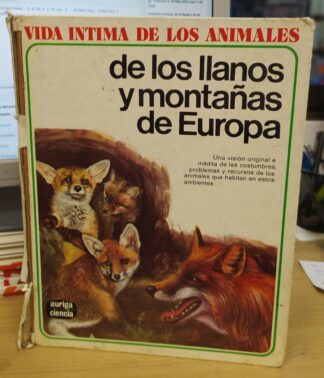 VIDA INTIMA DE LOS ANIMALES
de los llanos
y montañas
de Europa
Una visión original e
inédita de las costumbres,
problemas y recursos de los
animales que habitan en estos
ambientes
auriga
ciencia